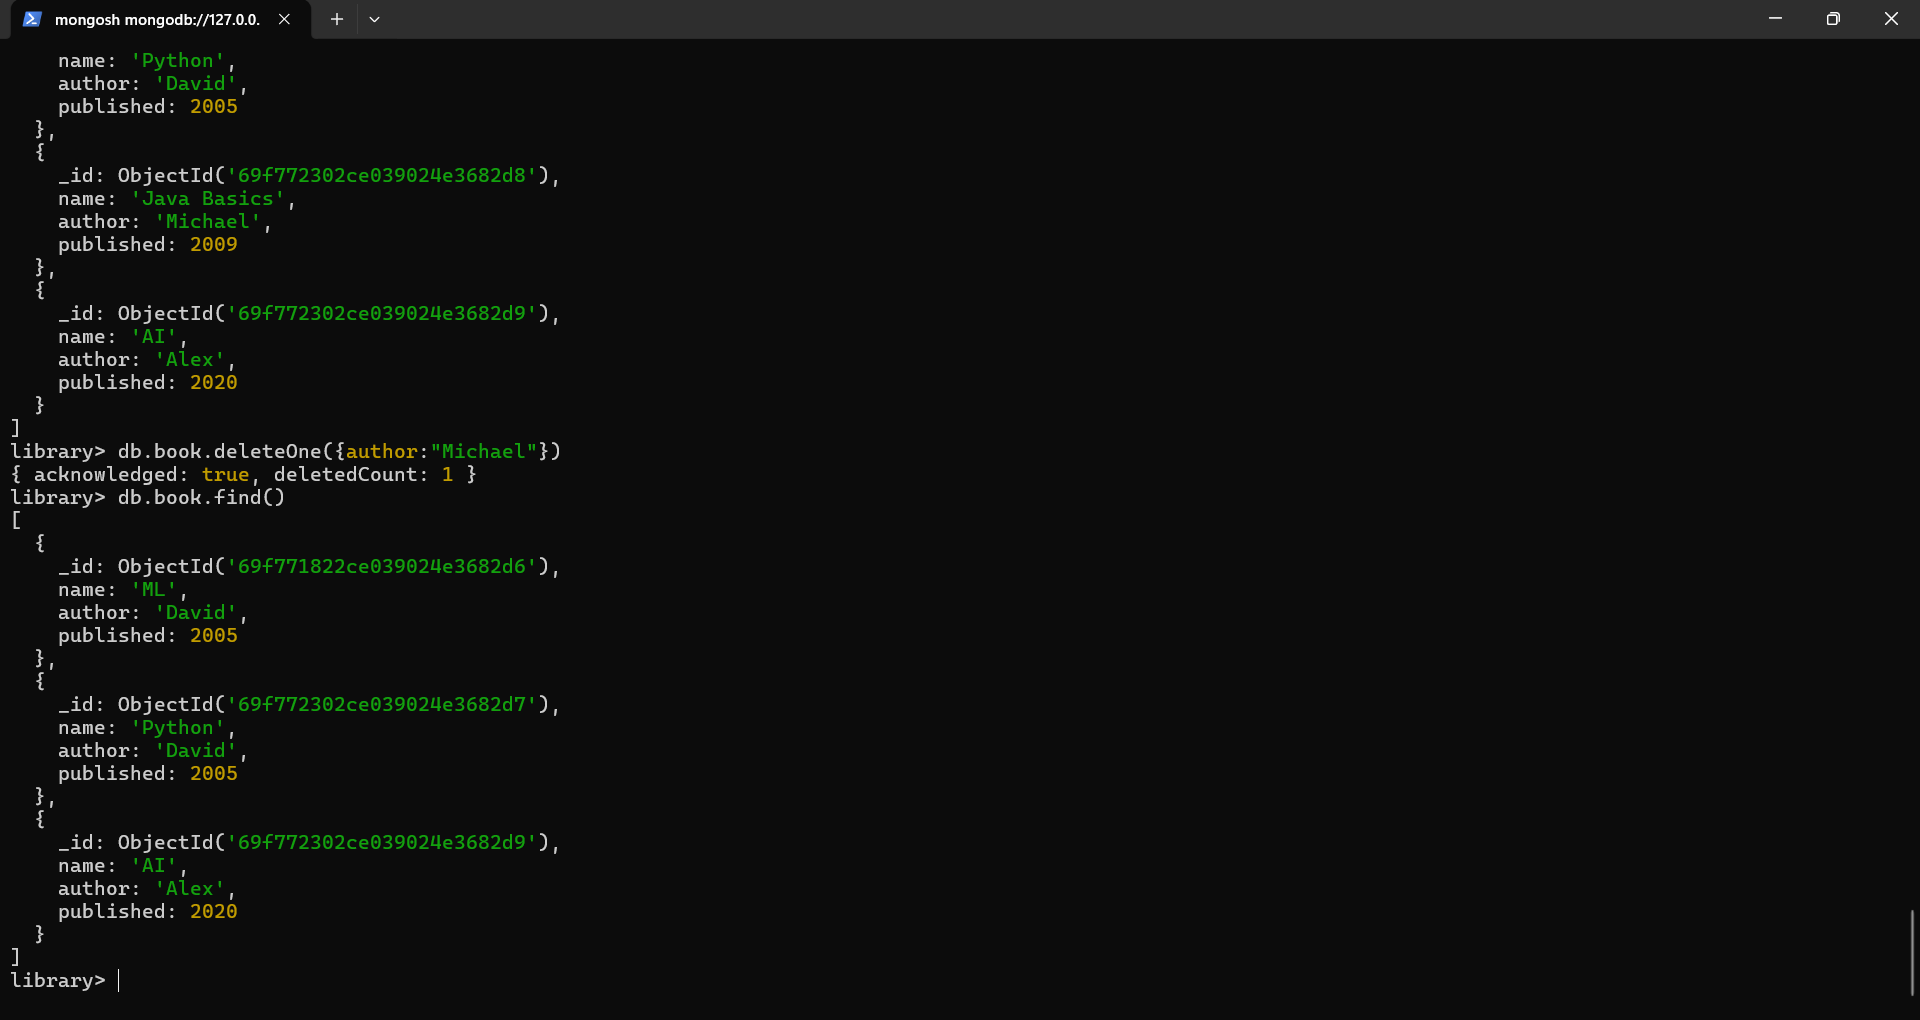 mongosh mongodb://127.0.0.
    name: 'Python',
    author: 'David',
    published: 2005
  },
  {
    _id: ObjectId('69f772302ce039024e3682d8'),
    name: 'Java Basics',
    author: 'Michael',
    published: 2009
  },
  {
    _id: ObjectId('69f772302ce039024e3682d9'),
    name: 'AI',
    author: 'Alex',
    published: 2020
  }
]
library> db.book.deleteOne({author:"Michael"})
{ acknowledged: true, deletedCount: 1 }
library> db.book.find()
[
  {
    _id: ObjectId('69f771822ce039024e3682d6'),
    name: 'ML',
    author: 'David',
    published: 2005
  },
  {
    _id: ObjectId('69f772302ce039024e3682d7'),
    name: 'Python',
    author: 'David',
    published: 2005
  },
  {
    _id: ObjectId('69f772302ce039024e3682d9'),
    name: 'AI',
    author: 'Alex',
    published: 2020
  }
]
library>